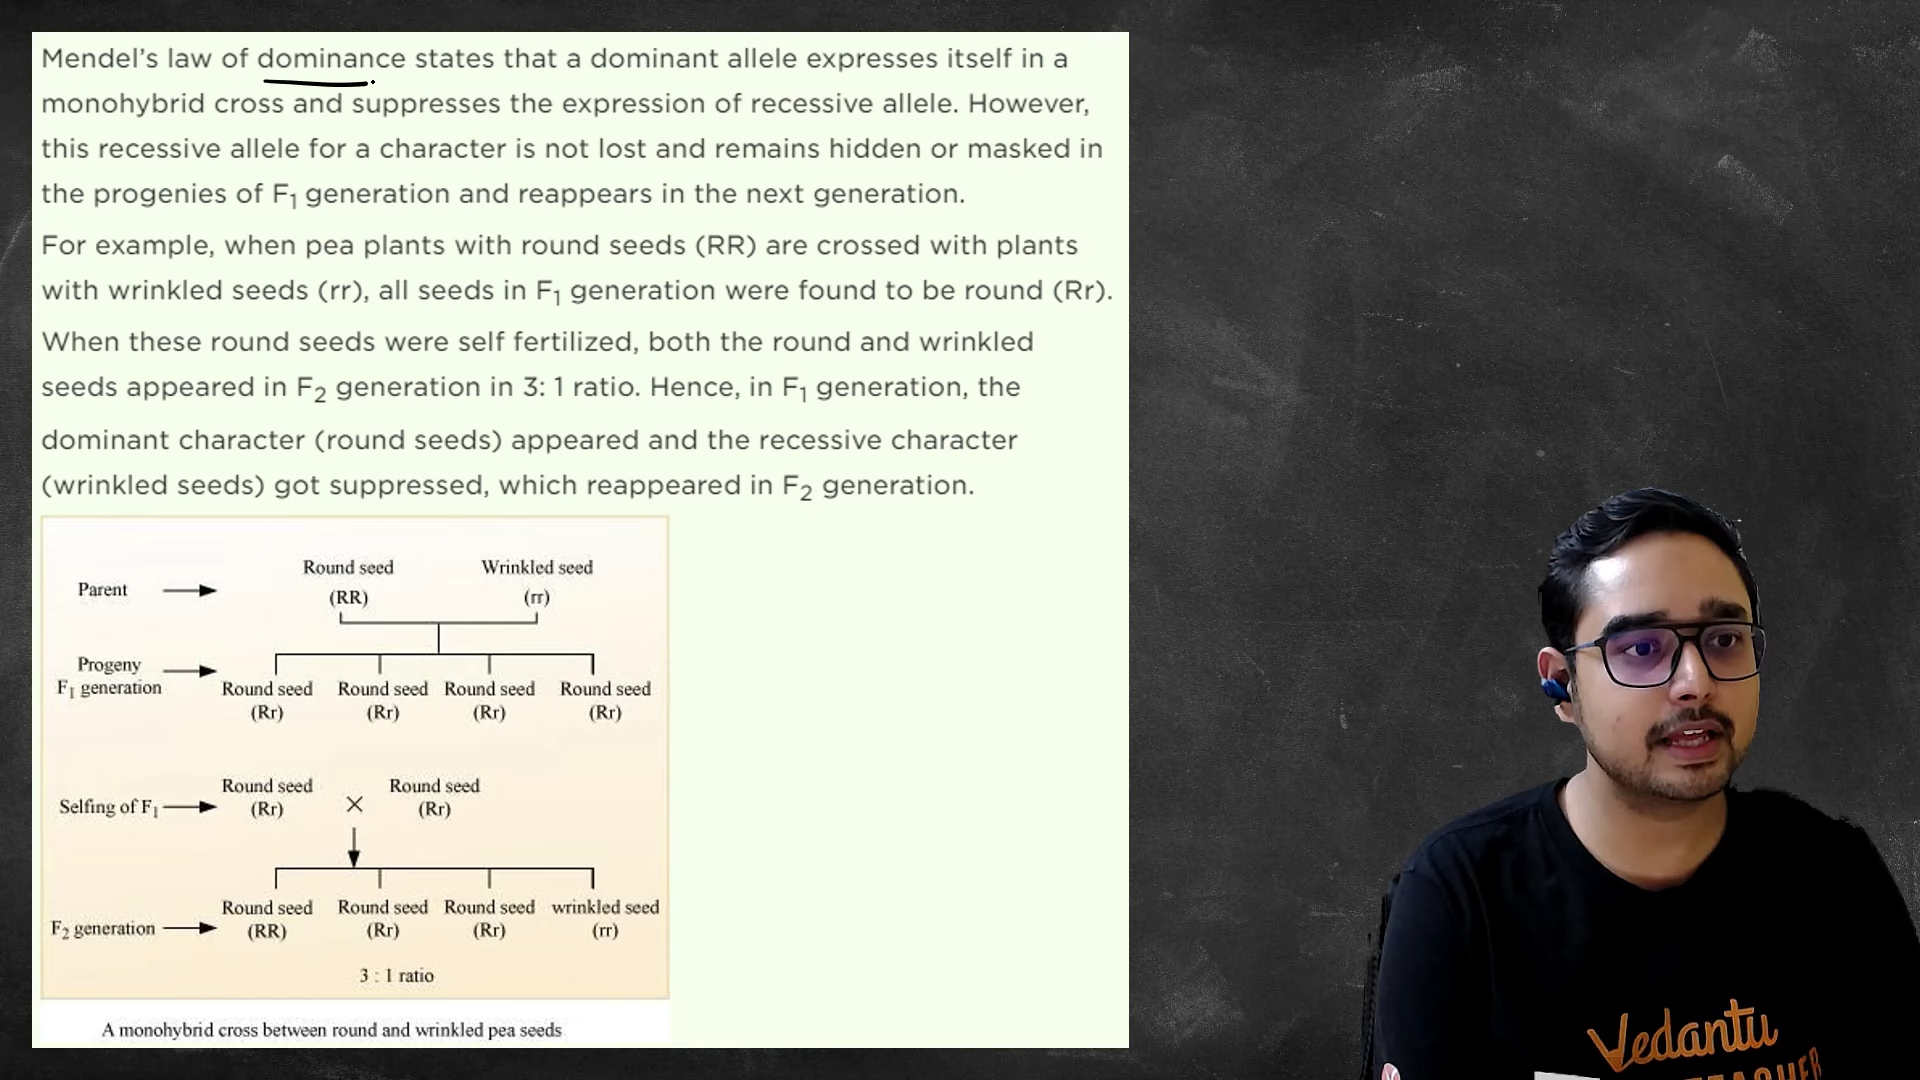 Mendel's law of dominance states that a dominant allele expresses itself in a
monohybrid cross and suppresses the expression of recessive allele. However,
this recessive allele for a character is not lost and remains hidden or masked in
the progenies of F₁ generation and reappears in the next generation.
For example, when pea plants with round seeds (RR) are crossed with plants
with wrinkled seeds (rr), all seeds in F₁ generation were found to be round (Rr).
When these round seeds were self fertilized, both the round and wrinkled
seeds appeared in F₂ generation in 3: 1 ratio. Hence, in F₁ generation, the
dominant character (round seeds) appeared and the recessive character
(wrinkled seeds) got suppressed, which reappeared in F₂ generation.
Round seed Wrinkled seed
Parent
(RR) (rr)
Progeny
F₁ generation
Round seed Round seed Round seed Round seed
(Rr) (Rr) (Rr) (Rr)
Round seed Round seed
Selfing of F₁
(Rr) × (Rr)
Round seed Round seed Round seed wrinkled seed
F₂ generation
(RR) (Rr) (Rr) (rr)
3 : 1 ratio
A monohybrid cross between round and wrinkled pea seeds
Vedantu